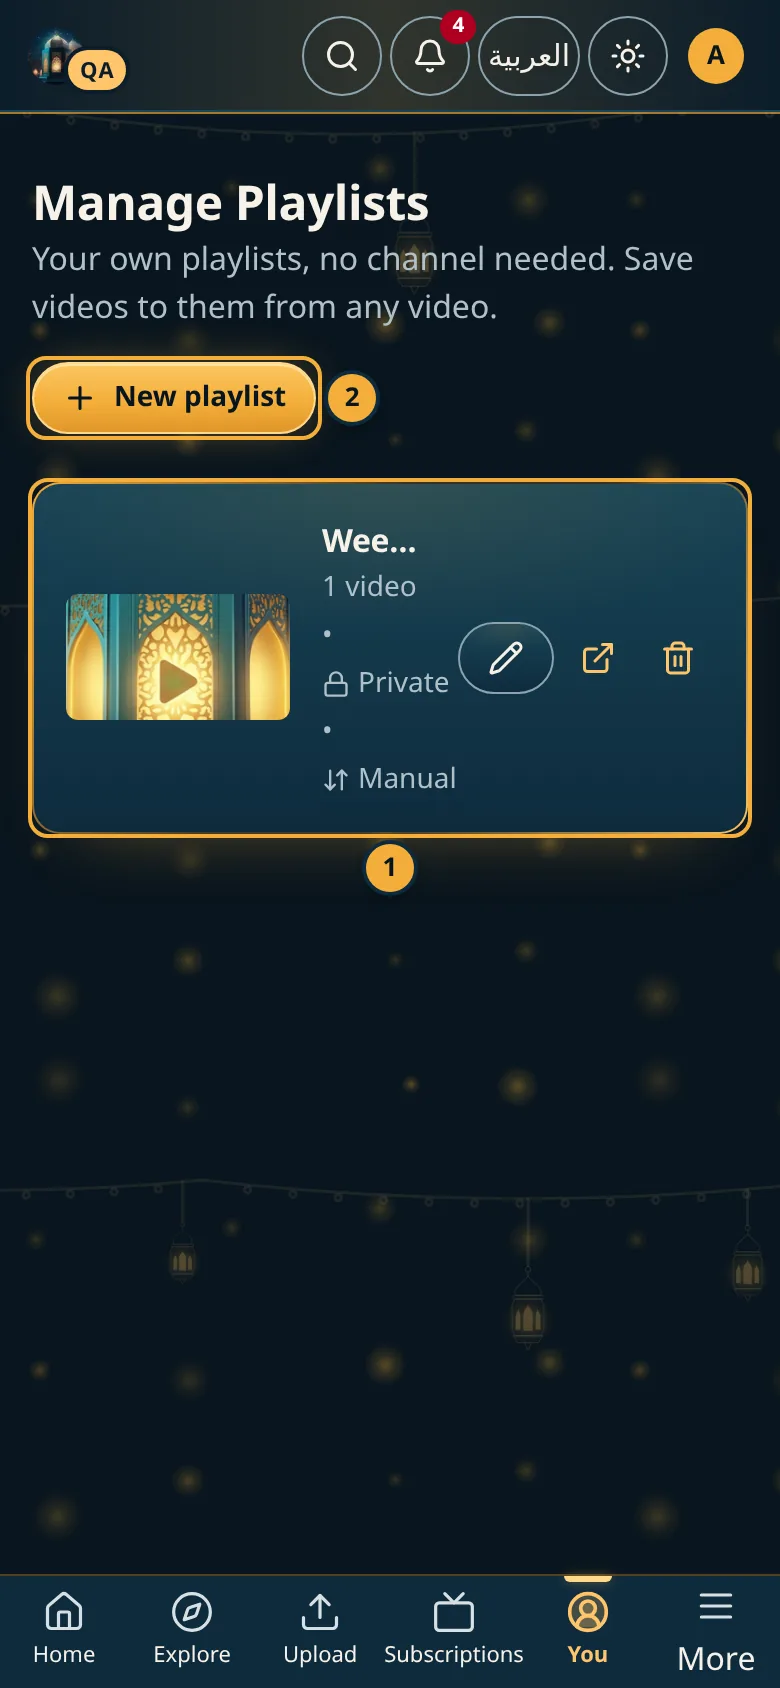 QA
4
العربية
A
Manage Playlists
Your own playlists, no channel needed. Save
videos to them from any video.
New playlist
2
Wee...
1 video
•
Private
•
Manual
1
Home
Explore
Upload
Subscriptions
You
More